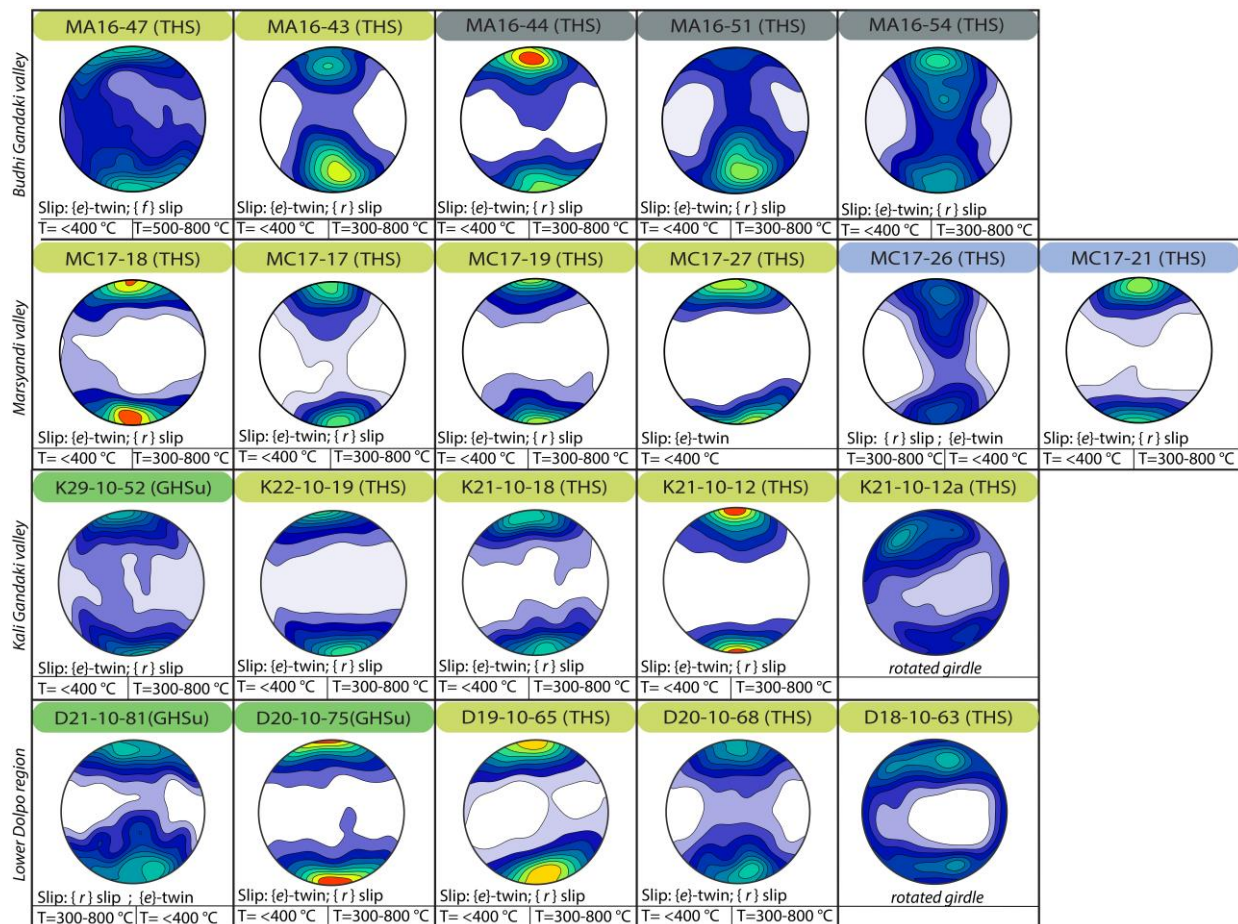 Budhi Gandaki valley
MA16-47 (THS) MA16-43 (THS) MA16-44 (THS) MA16-51 (THS) MA16-54 (THS)
Slip: {e}-twin; {f} slip Slip: {e}-twin; {r} slip Slip: {e}-twin; {r} slip Slip: {e}-twin; {r} slip Slip: {e}-twin; {r} slip
T= <400 °C T=500-800 °C T= <400 °C T=300-800 °C T= <400 °C T=300-800 °C T= <400 °C T=300-800 °C T= <400 °C T=300-800 °C
Marsyandi valley
MC17-18 (THS) MC17-17 (THS) MC17-19 (THS) MC17-27 (THS) MC17-26 (THS) MC17-21 (THS)
Slip: {e}-twin; {r} slip Slip: {e}-twin; {r} slip Slip: {e}-twin; {r} slip Slip: {e}-twin Slip: {r} slip ; {e}-twin Slip: {e}-twin; {r} slip
T= <400 °C T=300-800 °C T= <400 °C T=300-800 °C T= <400 °C T=300-800 °C T= <400 °C T=300-800 °C T= <400 °C T= <400 °C T=300-800 °C
Kali Gandaki valley
K29-10-52 (GHSu) K22-10-19 (THS) K21-10-18 (THS) K21-10-12 (THS) K21-10-12a (THS)
Slip: {e}-twin; {r} slip Slip: {e}-twin; {r} slip Slip: {e}-twin; {r} slip Slip: {e}-twin; {r} slip rotated girdle
T= <400 °C T=300-800 °C T= <400 °C T=300-800 °C T= <400 °C T=300-800 °C T= <400 °C T=300-800 °C
Lower Dolpo region
D21-10-81(GHSu) D20-10-75(GHSu) D19-10-65 (THS) D20-10-68 (THS) D18-10-63 (THS)
Slip: {r} slip ; {e}-twin Slip: {e}-twin; {r} slip Slip: {e}-twin; {r} slip Slip: {e}-twin; {r} slip rotated girdle
T=300-800 °C T= <400 °C T= <400 °C T=300-800 °C T= <400 °C T=300-800 °C T= <400 °C T=300-800 °C